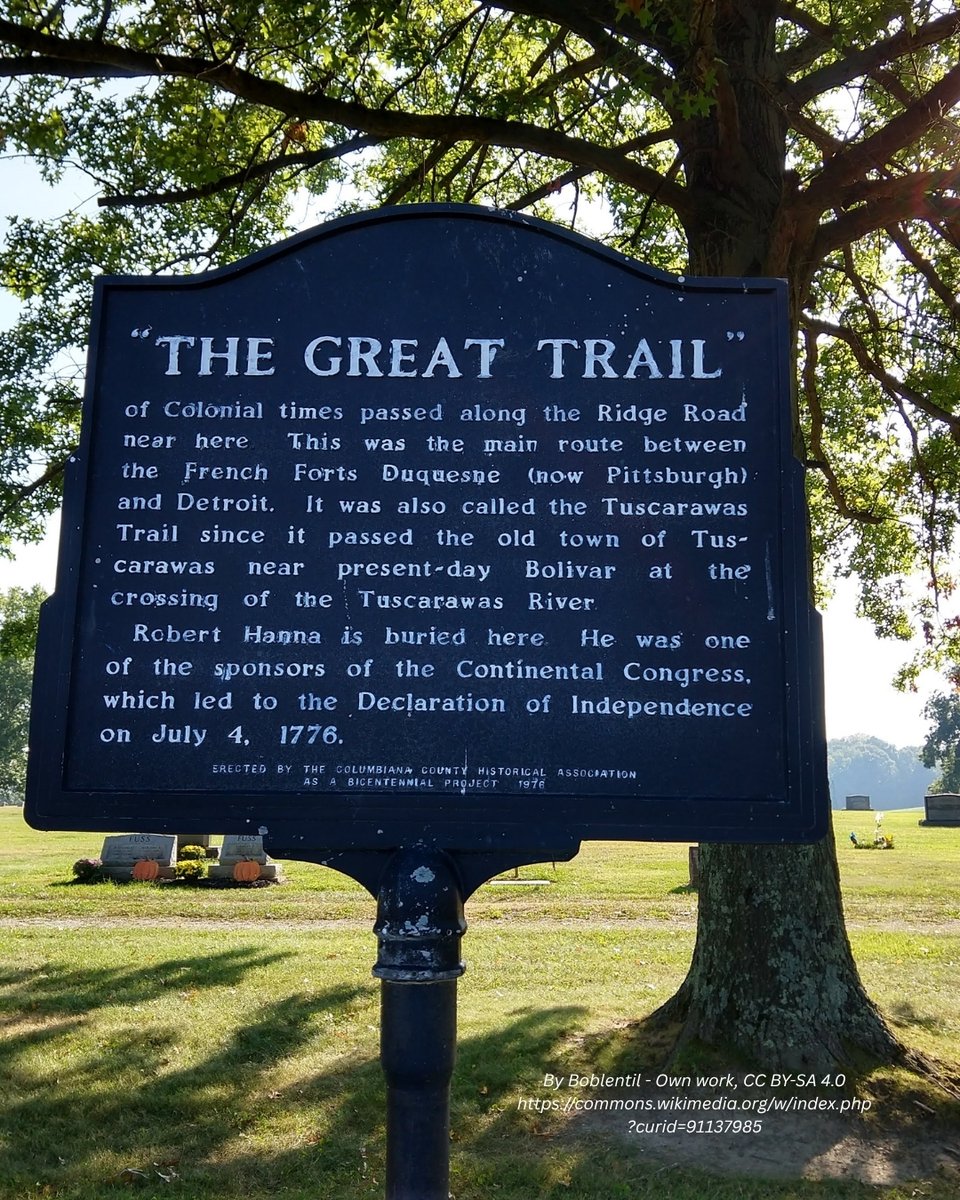 "THE GREAT TRAIL"
of Colonial times passed along the Ridge Road
near here. This was the main route between
the French Forts Duquesne (now Pittsburgh)
and Detroit. It was also called the Tuscarawas
Trail since it passed the old town of Tus-
carawas near present-day Bolivar at the
crossing of the Tuscarawas River.
Robert Hanna is buried here. He was one
of the sponsors of the Continental Congress,
which led to the Declaration of Independence
on July 4, 1776.
ERECTED BY THE COLUMBIANA COUNTY HISTORICAL ASSOCIATION
AS A BICENTENNIAL PROJECT 1976
FUSS
FUSS
By Boblentil - Own work, CC BY-SA 4.0
https://commons.wikimedia.org/w/index.php
?curid=91137985